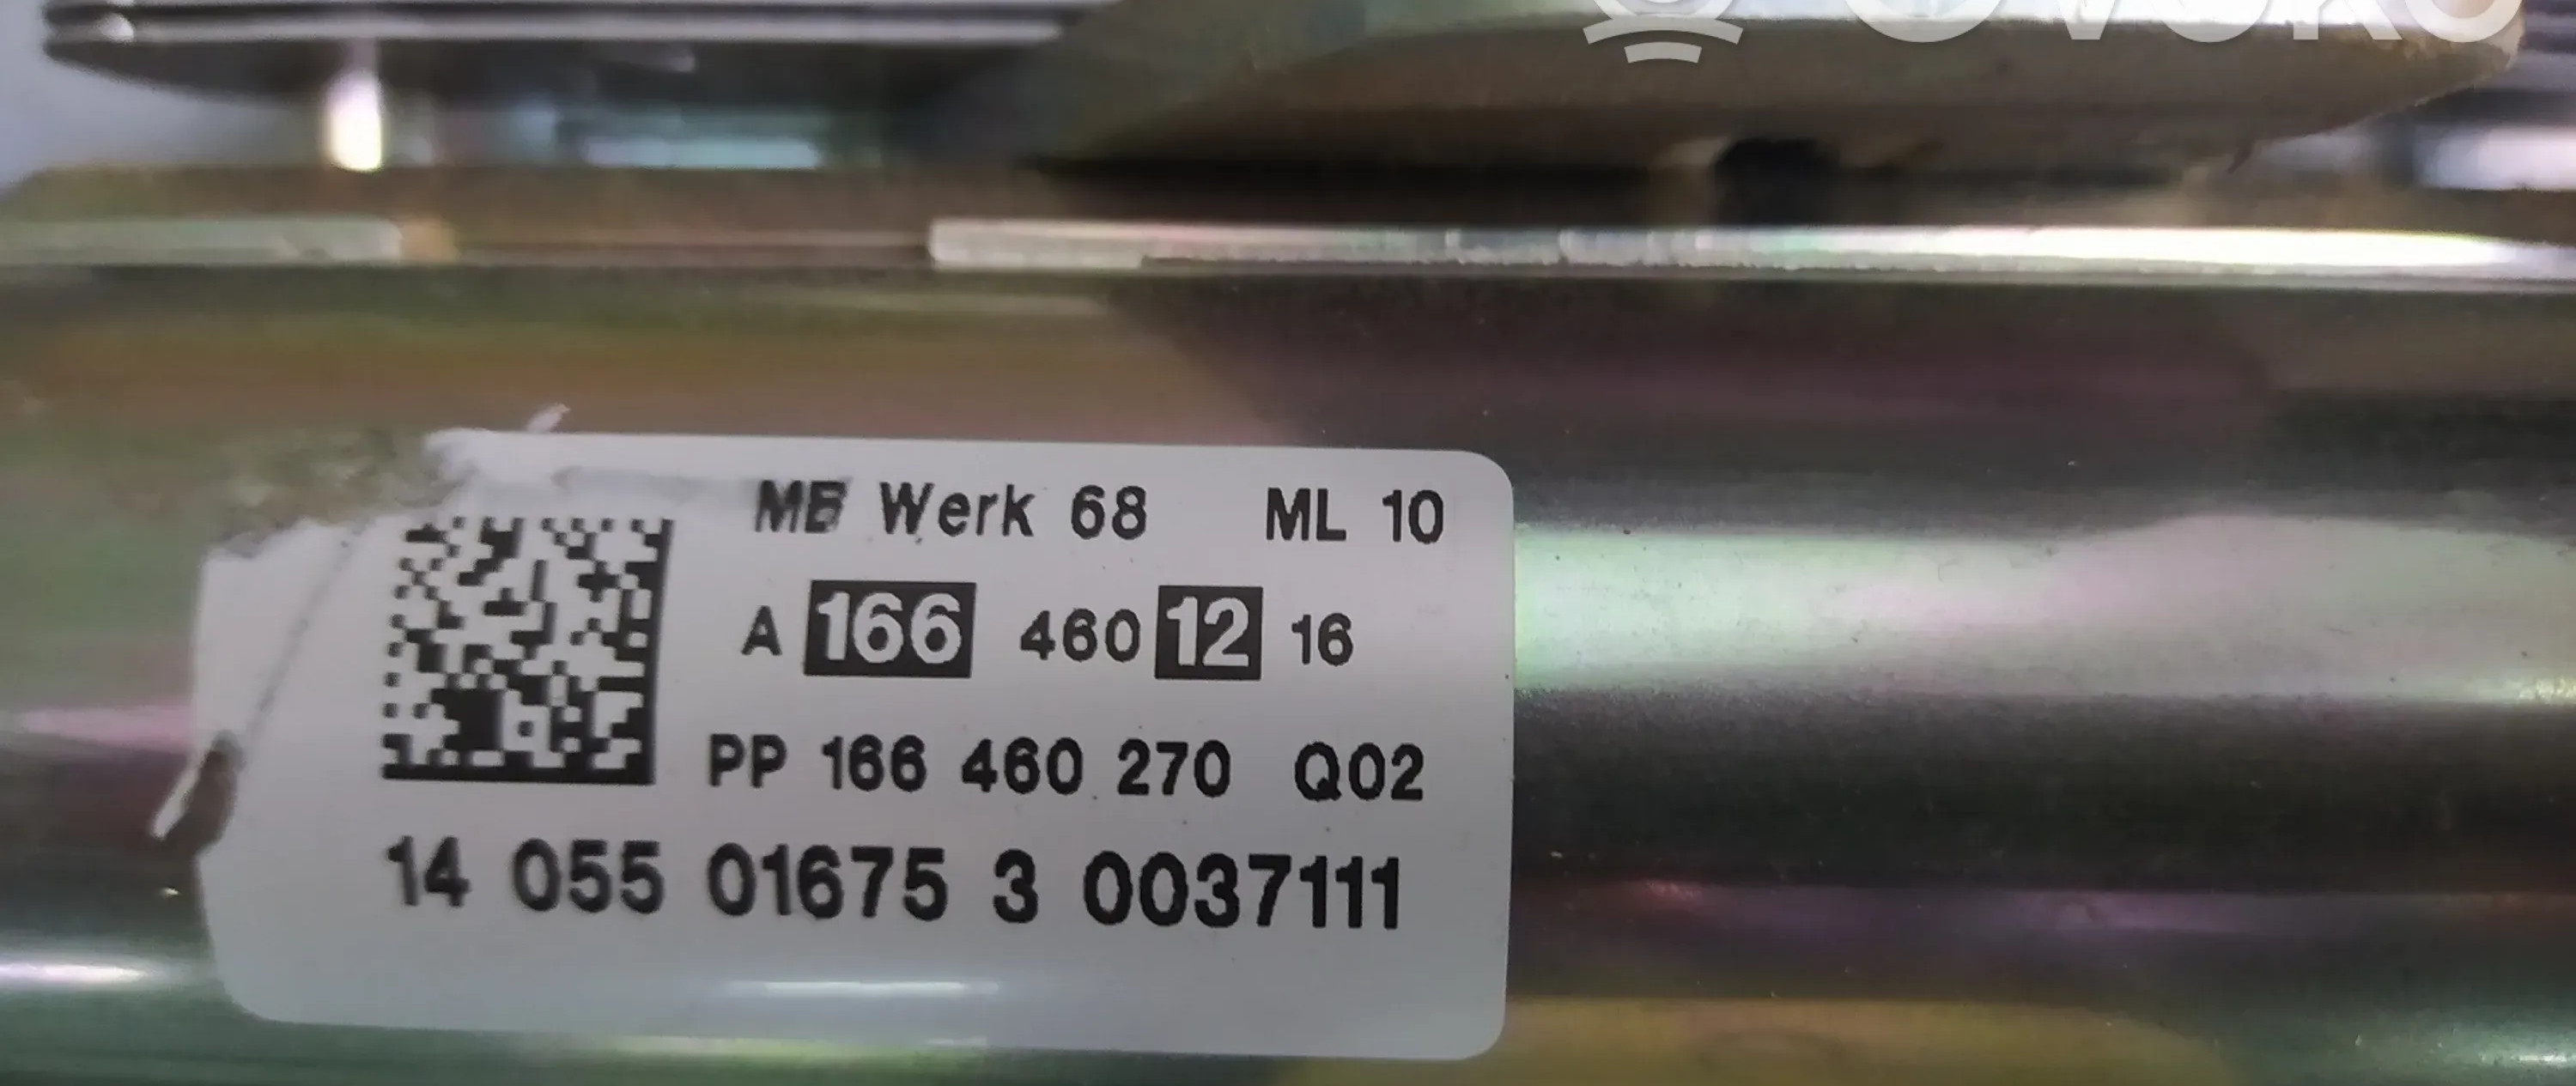 OVOKO
MB Werk 68 ML 10
A 166 460 12 16
PP 166 460 270 Q02
14 055 01675 3 0037111